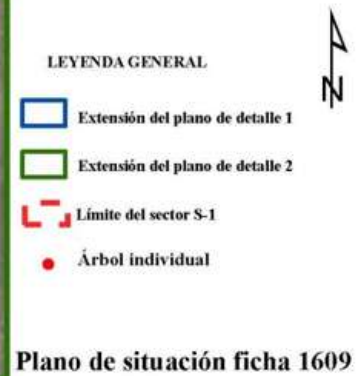 N
LEYENDA GENERAL
Extensión del plano de detalle 1
Extensión del plano de detalle 2
Límite del sector S-1
Árbol individual
Plano de situación ficha 1609